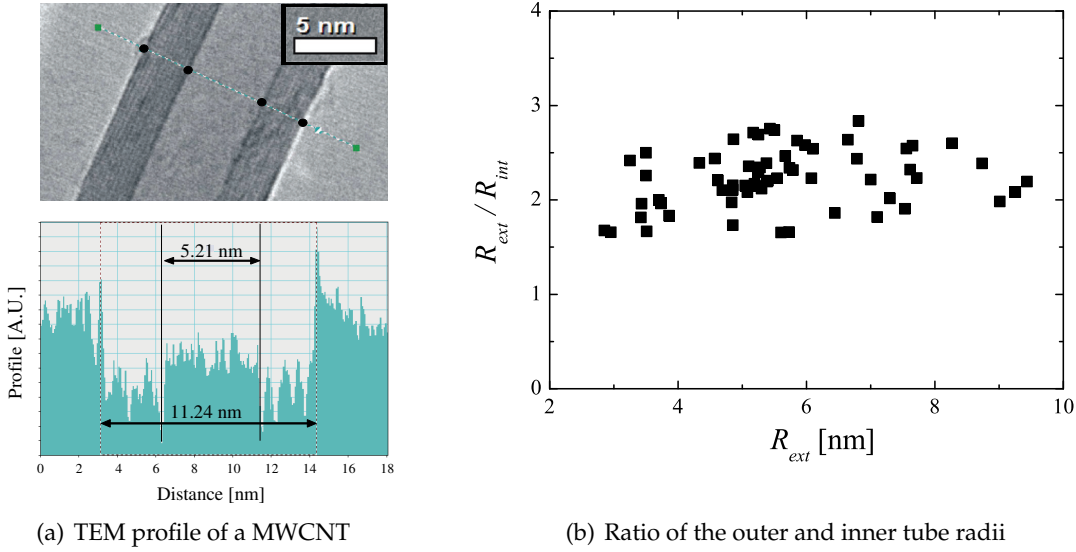 5 nm
5.21 nm
11.24 nm
Profile [A.U.]
0 2 4 6 8 10 12 14 16 18
Distance [nm]
(a) TEM profile of a MWCNT
4
3
2
1
0
R_ext / R_int
2 4 6 8 10
R_ext [nm]
(b) Ratio of the outer and inner tube radii